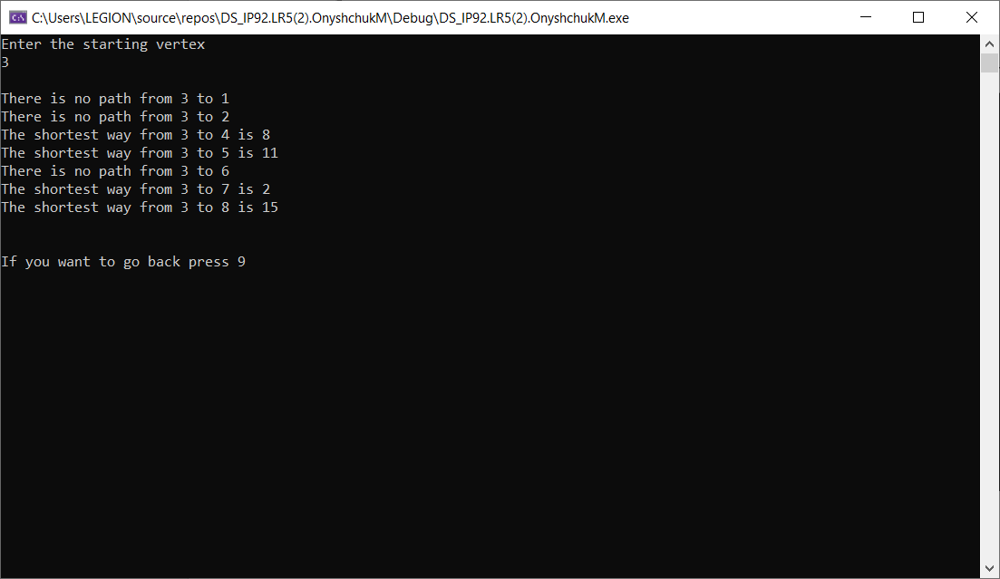 C:\Users\LEGION\source\repos\DS_IP92.LR5(2).OnyshchukM\Debug\DS_IP92.LR5(2).OnyshchukM.exe
Enter the starting vertex
3
There is no path from 3 to 1
There is no path from 3 to 2
The shortest way from 3 to 4 is 8
The shortest way from 3 to 5 is 11
There is no path from 3 to 6
The shortest way from 3 to 7 is 2
The shortest way from 3 to 8 is 15
If you want to go back press 9